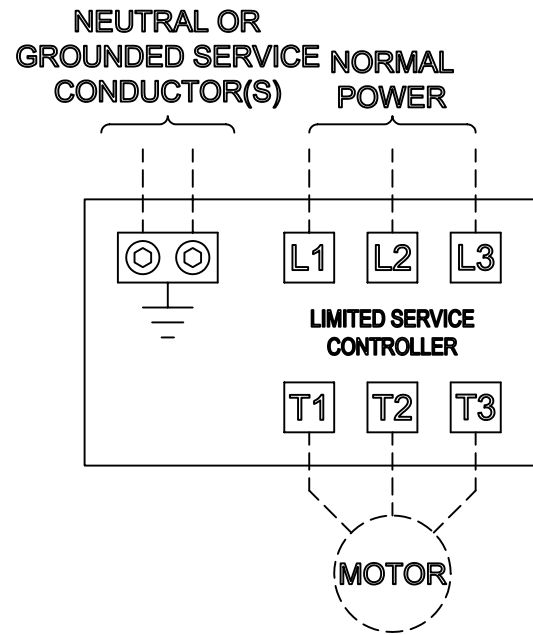 NEUTRAL OR
GROUNDED SERVICE
CONDUCTOR(S)
NORMAL
POWER
L1 L2 L3
LIMITED SERVICE
CONTROLLER
T1 T2 T3
MOTOR